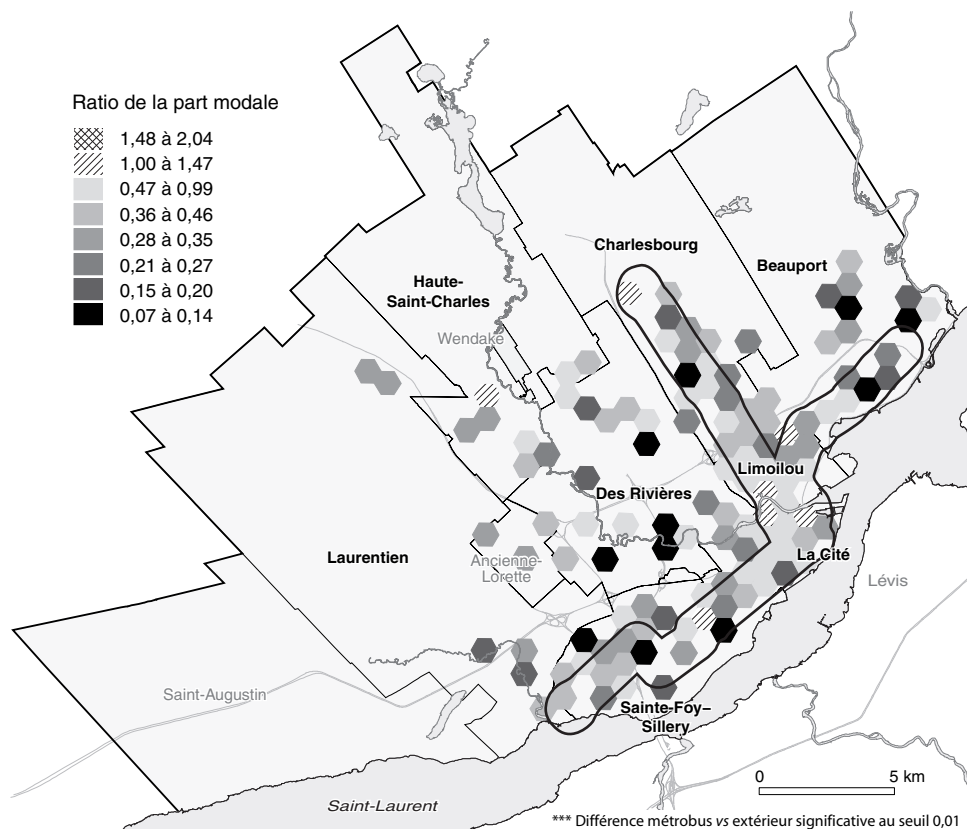 Ratio de la part modale
1,48 à 2,04
1,00 à 1,47
0,47 à 0,99
0,36 à 0,46
0,28 à 0,35
0,21 à 0,27
0,15 à 0,20
0,07 à 0,14
Charlesbourg
Beauport
Haute-
Saint-Charles
Wendake
Limoilou
Des Rivières
Laurentien
Ancienne-
Lorette
La Cité
Lévis
Saint-Augustin
Sainte-Foy–
Sillery
Saint-Laurent
0 5 km
*** Différence métrobus vs extérieur significative au seuil 0,01